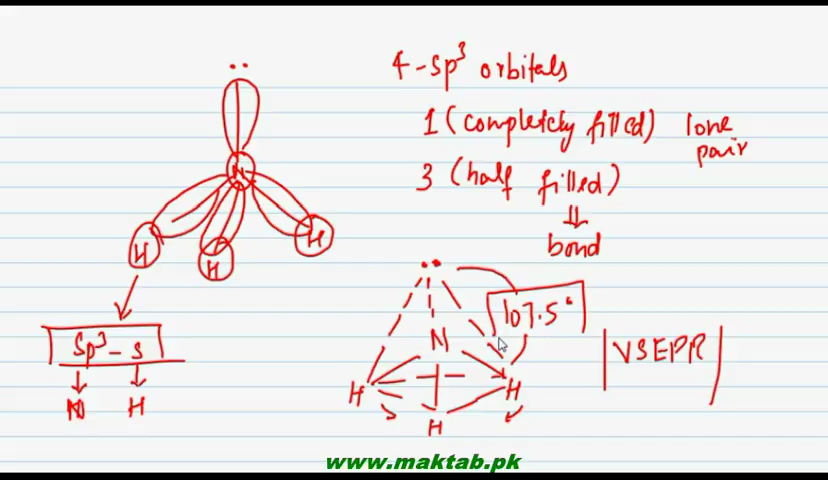 4-Sp³ orbitals
1 (completely filled) lone pair
3 (half filled)
⇓
bond
..
N
H
H
H
Sp³ - s
N H
..
107.5°
N
H
H
H
|VSEPR|
www.maktab.pk